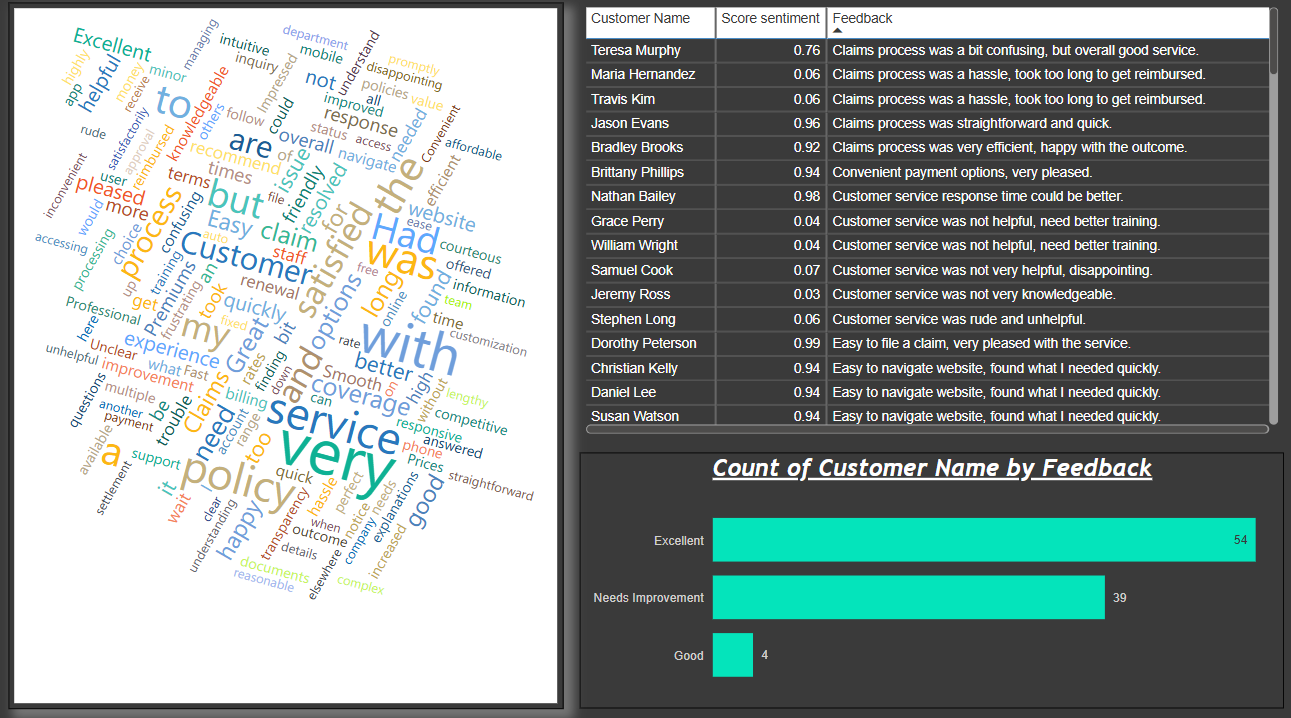 Excellent
highly
app
helpful
money
minor
receive
managing
intuitive
inquiry
department
mobile
understand
impressed
not
disappointing
promptly
policies
value
all
improved
response
to
knowledgeable
others
follow
could
status
access
needed
Convenient
affordable
rude
satisfactorily
approval
reimbursed
are
overall
of
issue
navigate
recommend
the
efficient
inconvenient
user
pleased
terms
times
file
friendly
resolved
more
would
but
for
website
ease
Easy
auto
claim
Had
courteous
accessing
processing
choice
process
confusing
Customer
staff
satisfied
was
offered
up
training
an
free
long
information
Professional
get
Premiums
frustrating
took
renewal
quickly
options
online
found
team
time
here
my
fixed
Great
bit
rate
with
customization
unhelpful
Unclear
experience
what
Fast
improvement
rates
finding
down
and
Smooth
better
on
high
without
lengthy
questions
multiple
another
payment
be
trouble
Claims
billing
can
coverage
competitive
responsive
answered
available
a
need
account
range
too
service
very
phone
Prices
settlement
support
it
wait
policy
quick
hassle
perfect
needs
good
straightforward
clear
understanding
I
happy
transparency
when
outcome
notice
company
explanations
details
documents
reasonable
elsewhere
complex
increased
Customer Name Score sentiment Feedback
Teresa Murphy 0.76 Claims process was a bit confusing, but overall good service.
Maria Hernandez 0.06 Claims process was a hassle, took too long to get reimbursed.
Travis Kim 0.06 Claims process was a hassle, took too long to get reimbursed.
Jason Evans 0.96 Claims process was straightforward and quick.
Bradley Brooks 0.92 Claims process was very efficient, happy with the outcome.
Brittany Phillips 0.94 Convenient payment options, very pleased.
Nathan Bailey 0.98 Customer service response time could be better.
Grace Perry 0.04 Customer service was not helpful, need better training.
William Wright 0.04 Customer service was not helpful, need better training.
Samuel Cook 0.07 Customer service was not very helpful, disappointing.
Jeremy Ross 0.03 Customer service was not very knowledgeable.
Stephen Long 0.06 Customer service was rude and unhelpful.
Dorothy Peterson 0.99 Easy to file a claim, very pleased with the service.
Christian Kelly 0.94 Easy to navigate website, found what I needed quickly.
Daniel Lee 0.94 Easy to navigate website, found what I needed quickly.
Susan Watson 0.94 Easy to navigate website, found what I needed quickly.
Count of Customer Name by Feedback
Excellent 54
Needs Improvement 39
Good 4